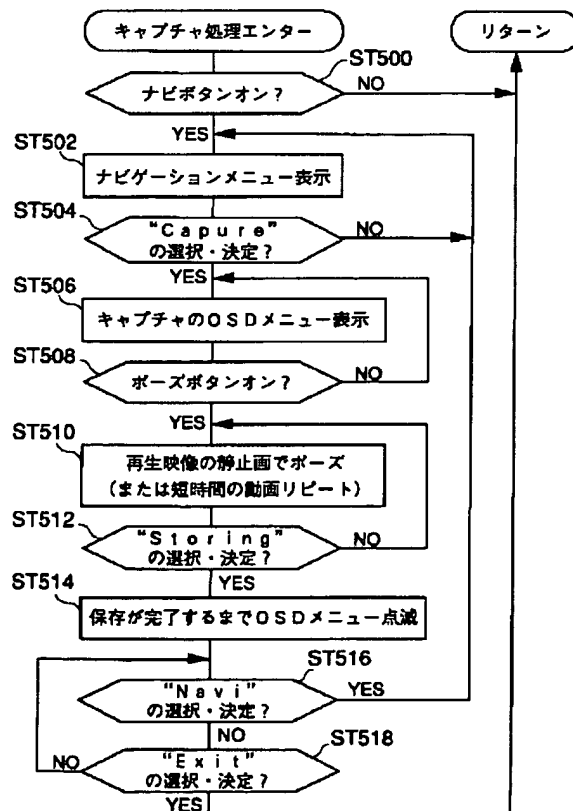 キャプチャ処理エンター
リターン
ST500
ナビボタンオン？
NO
YES
ST502
ナビゲーションメニュー表示
ST504
“Capure”
の選択・決定？
NO
YES
ST506
キャプチャのOSDメニュー表示
ST508
ポーズボタンオン？
NO
YES
ST510
再生映像の静止画でポーズ
（または短時間の動画リピート）
ST512
“Storing”
の選択・決定？
NO
YES
ST514
保存が完了するまでOSDメニュー点滅
ST516
“Navi”
の選択・決定？
YES
NO
ST518
“Exit”
の選択・決定？
NO
YES